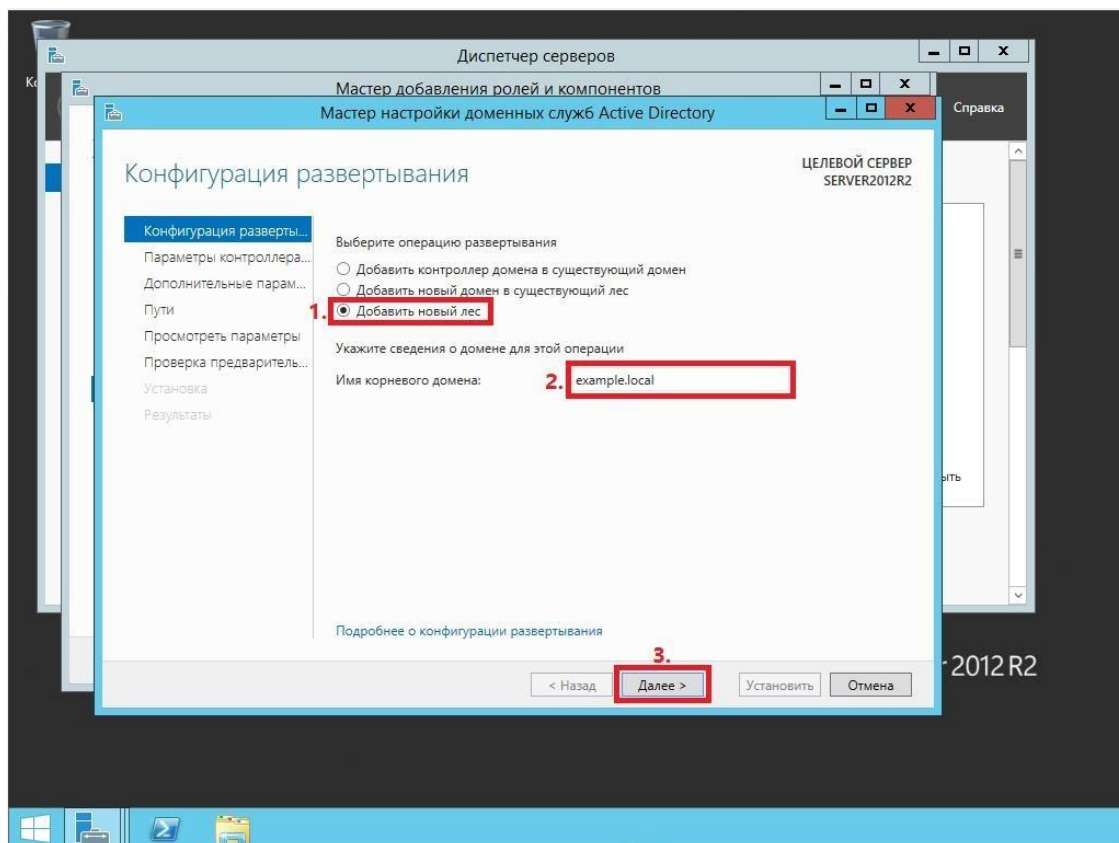 Диспетчер серверов
Мастер добавления ролей и компонентов
Мастер настройки доменных служб Active Directory
Справка
Конфигурация развертывания
ЦЕЛЕВОЙ СЕРВЕР
SERVER2012R2
Конфигурация разверты...
Параметры контроллера...
Дополнительные парам...
Пути
Просмотреть параметры
Проверка предваритель...
Установка
Результаты
Выберите операцию развертывания
Добавить контроллер домена в существующий домен
Добавить новый домен в существующий лес
1. Добавить новый лес
Укажите сведения о домене для этой операции
Имя корневого домена: 2. example.local
Подробнее о конфигурации развертывания
3.
< Назад
Далее >
Установить
Отмена
2012 R2